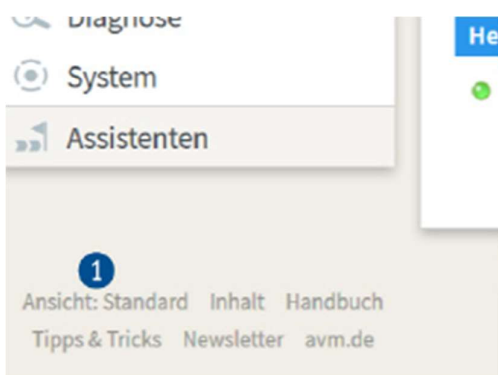 Diagnose
He
System
Assistenten
1
Ansicht: Standard Inhalt Handbuch
Tipps & Tricks Newsletter avm.de